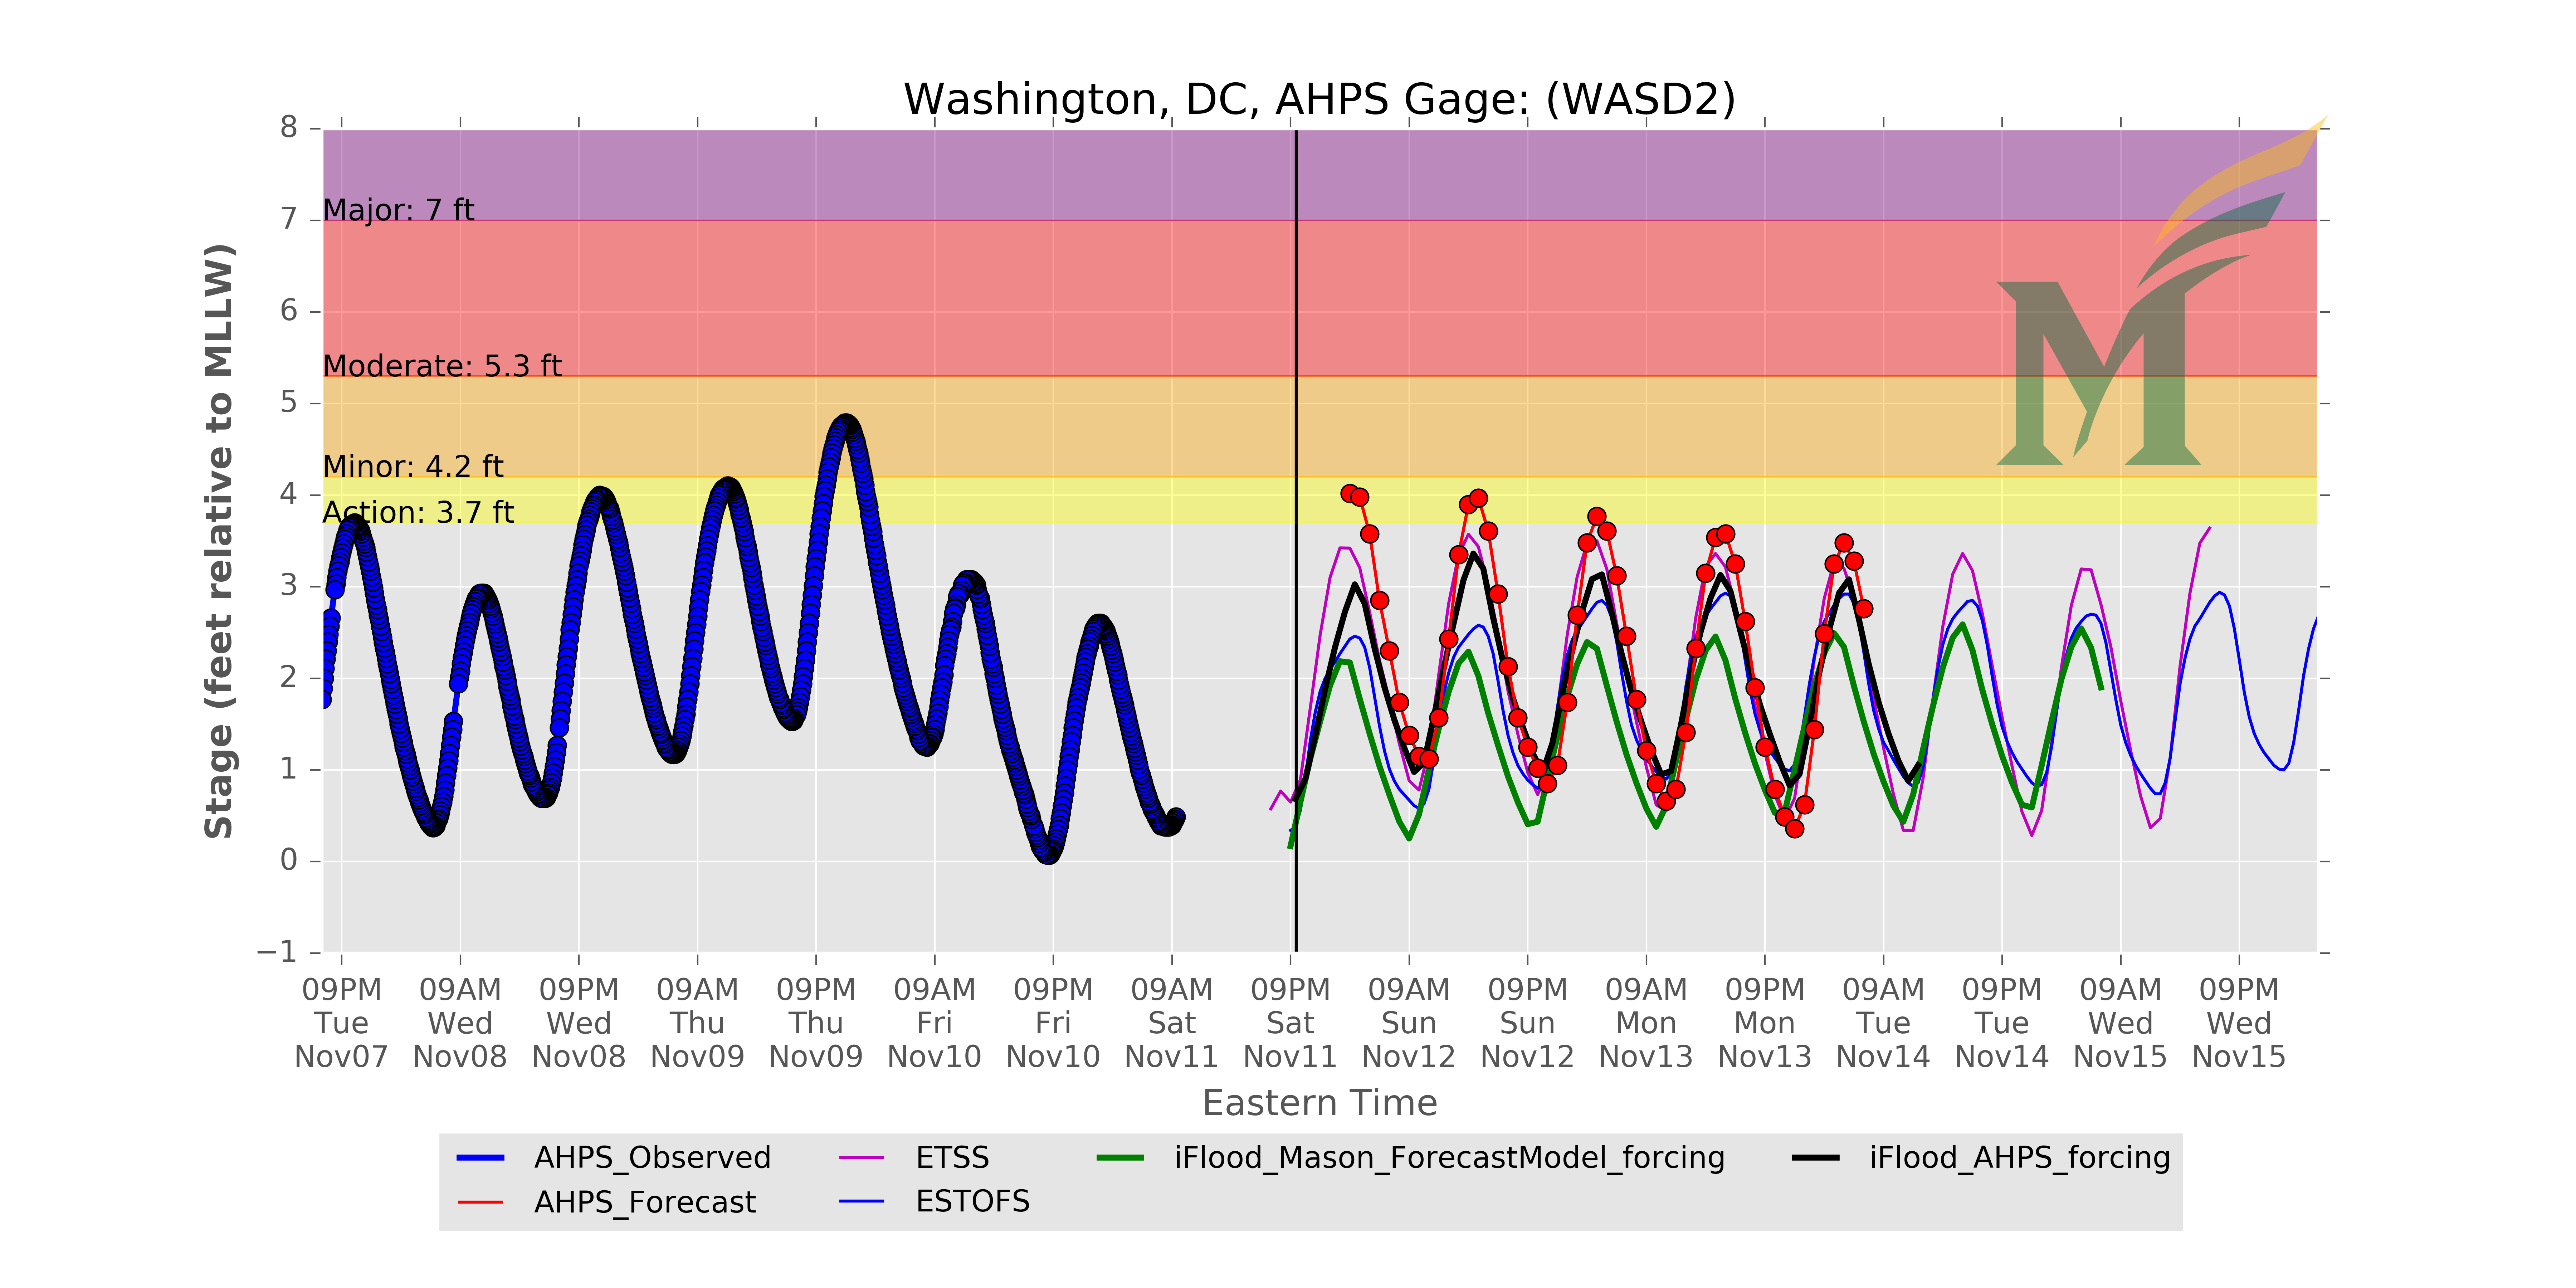 Washington, DC, AHPS Gage: (WASD2)
Stage (feet relative to MLLW)
8
7
6
5
4
3
2
1
0
−1
Major: 7 ft
Moderate: 5.3 ft
Minor: 4.2 ft
Action: 3.7 ft
M
09PM 09AM 09PM 09AM 09PM 09AM 09PM 09AM 09PM 09AM 09PM 09AM 09PM 09AM 09PM 09AM 09PM
Tue Wed Wed Thu Thu Fri Fri Sat Sat Sun Sun Mon Mon Tue Tue Wed Wed
Nov07 Nov08 Nov08 Nov09 Nov09 Nov10 Nov10 Nov11 Nov11 Nov12 Nov12 Nov13 Nov13 Nov14 Nov14 Nov15 Nov15
Eastern Time
AHPS_Observed ETSS iFlood_Mason_ForecastModel_forcing iFlood_AHPS_forcing
AHPS_Forecast ESTOFS